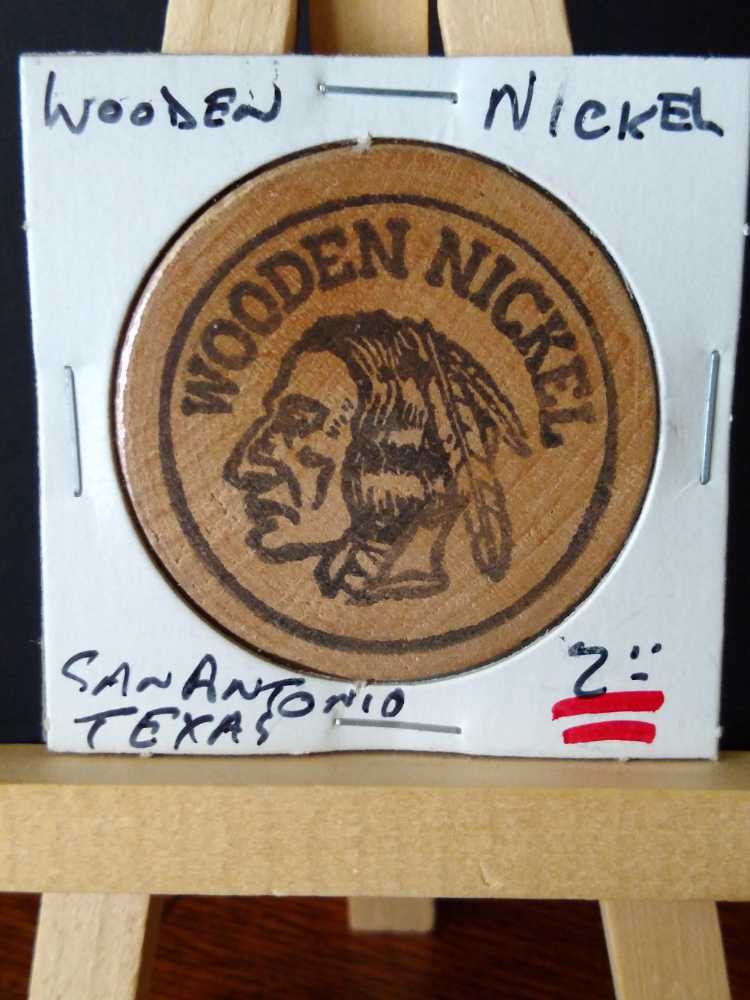 WOODEN NICKEL
WOODEN NICKEL
SAN ANTONIO
TEXAS
2